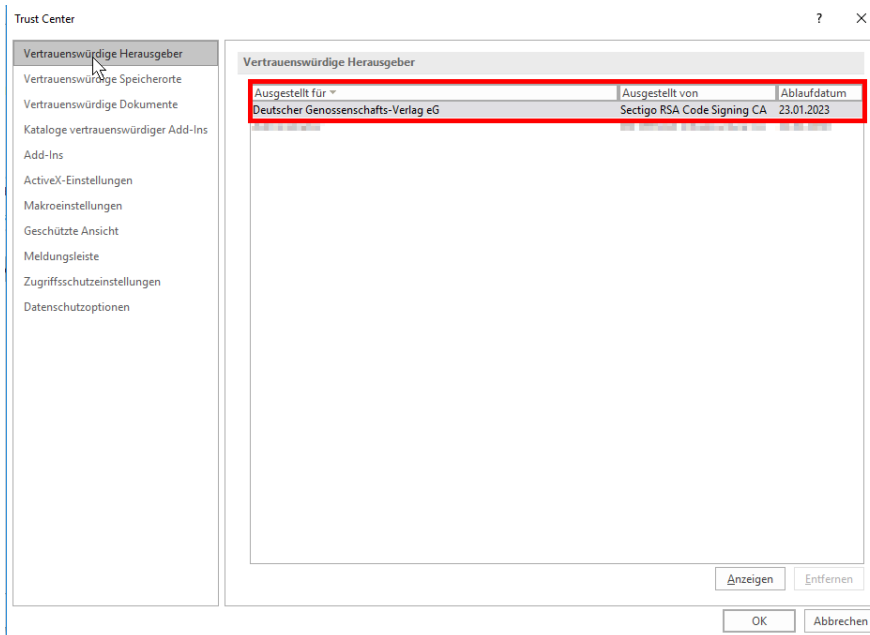 Trust Center
?
Vertrauenswürdige Herausgeber
Vertrauenswürdige Speicherorte
Vertrauenswürdige Dokumente
Kataloge vertrauenswürdiger Add-Ins
Add-Ins
ActiveX-Einstellungen
Makroeinstellungen
Geschützte Ansicht
Meldungsleiste
Zugriffsschutzeinstellungen
Datenschutzoptionen
Vertrauenswürdige Herausgeber
Ausgestellt für Ausgestellt von Ablaufdatum
Deutscher Genossenschafts-Verlag eG Sectigo RSA Code Signing CA 23.01.2023
Anzeigen Entfernen
OK Abbrechen